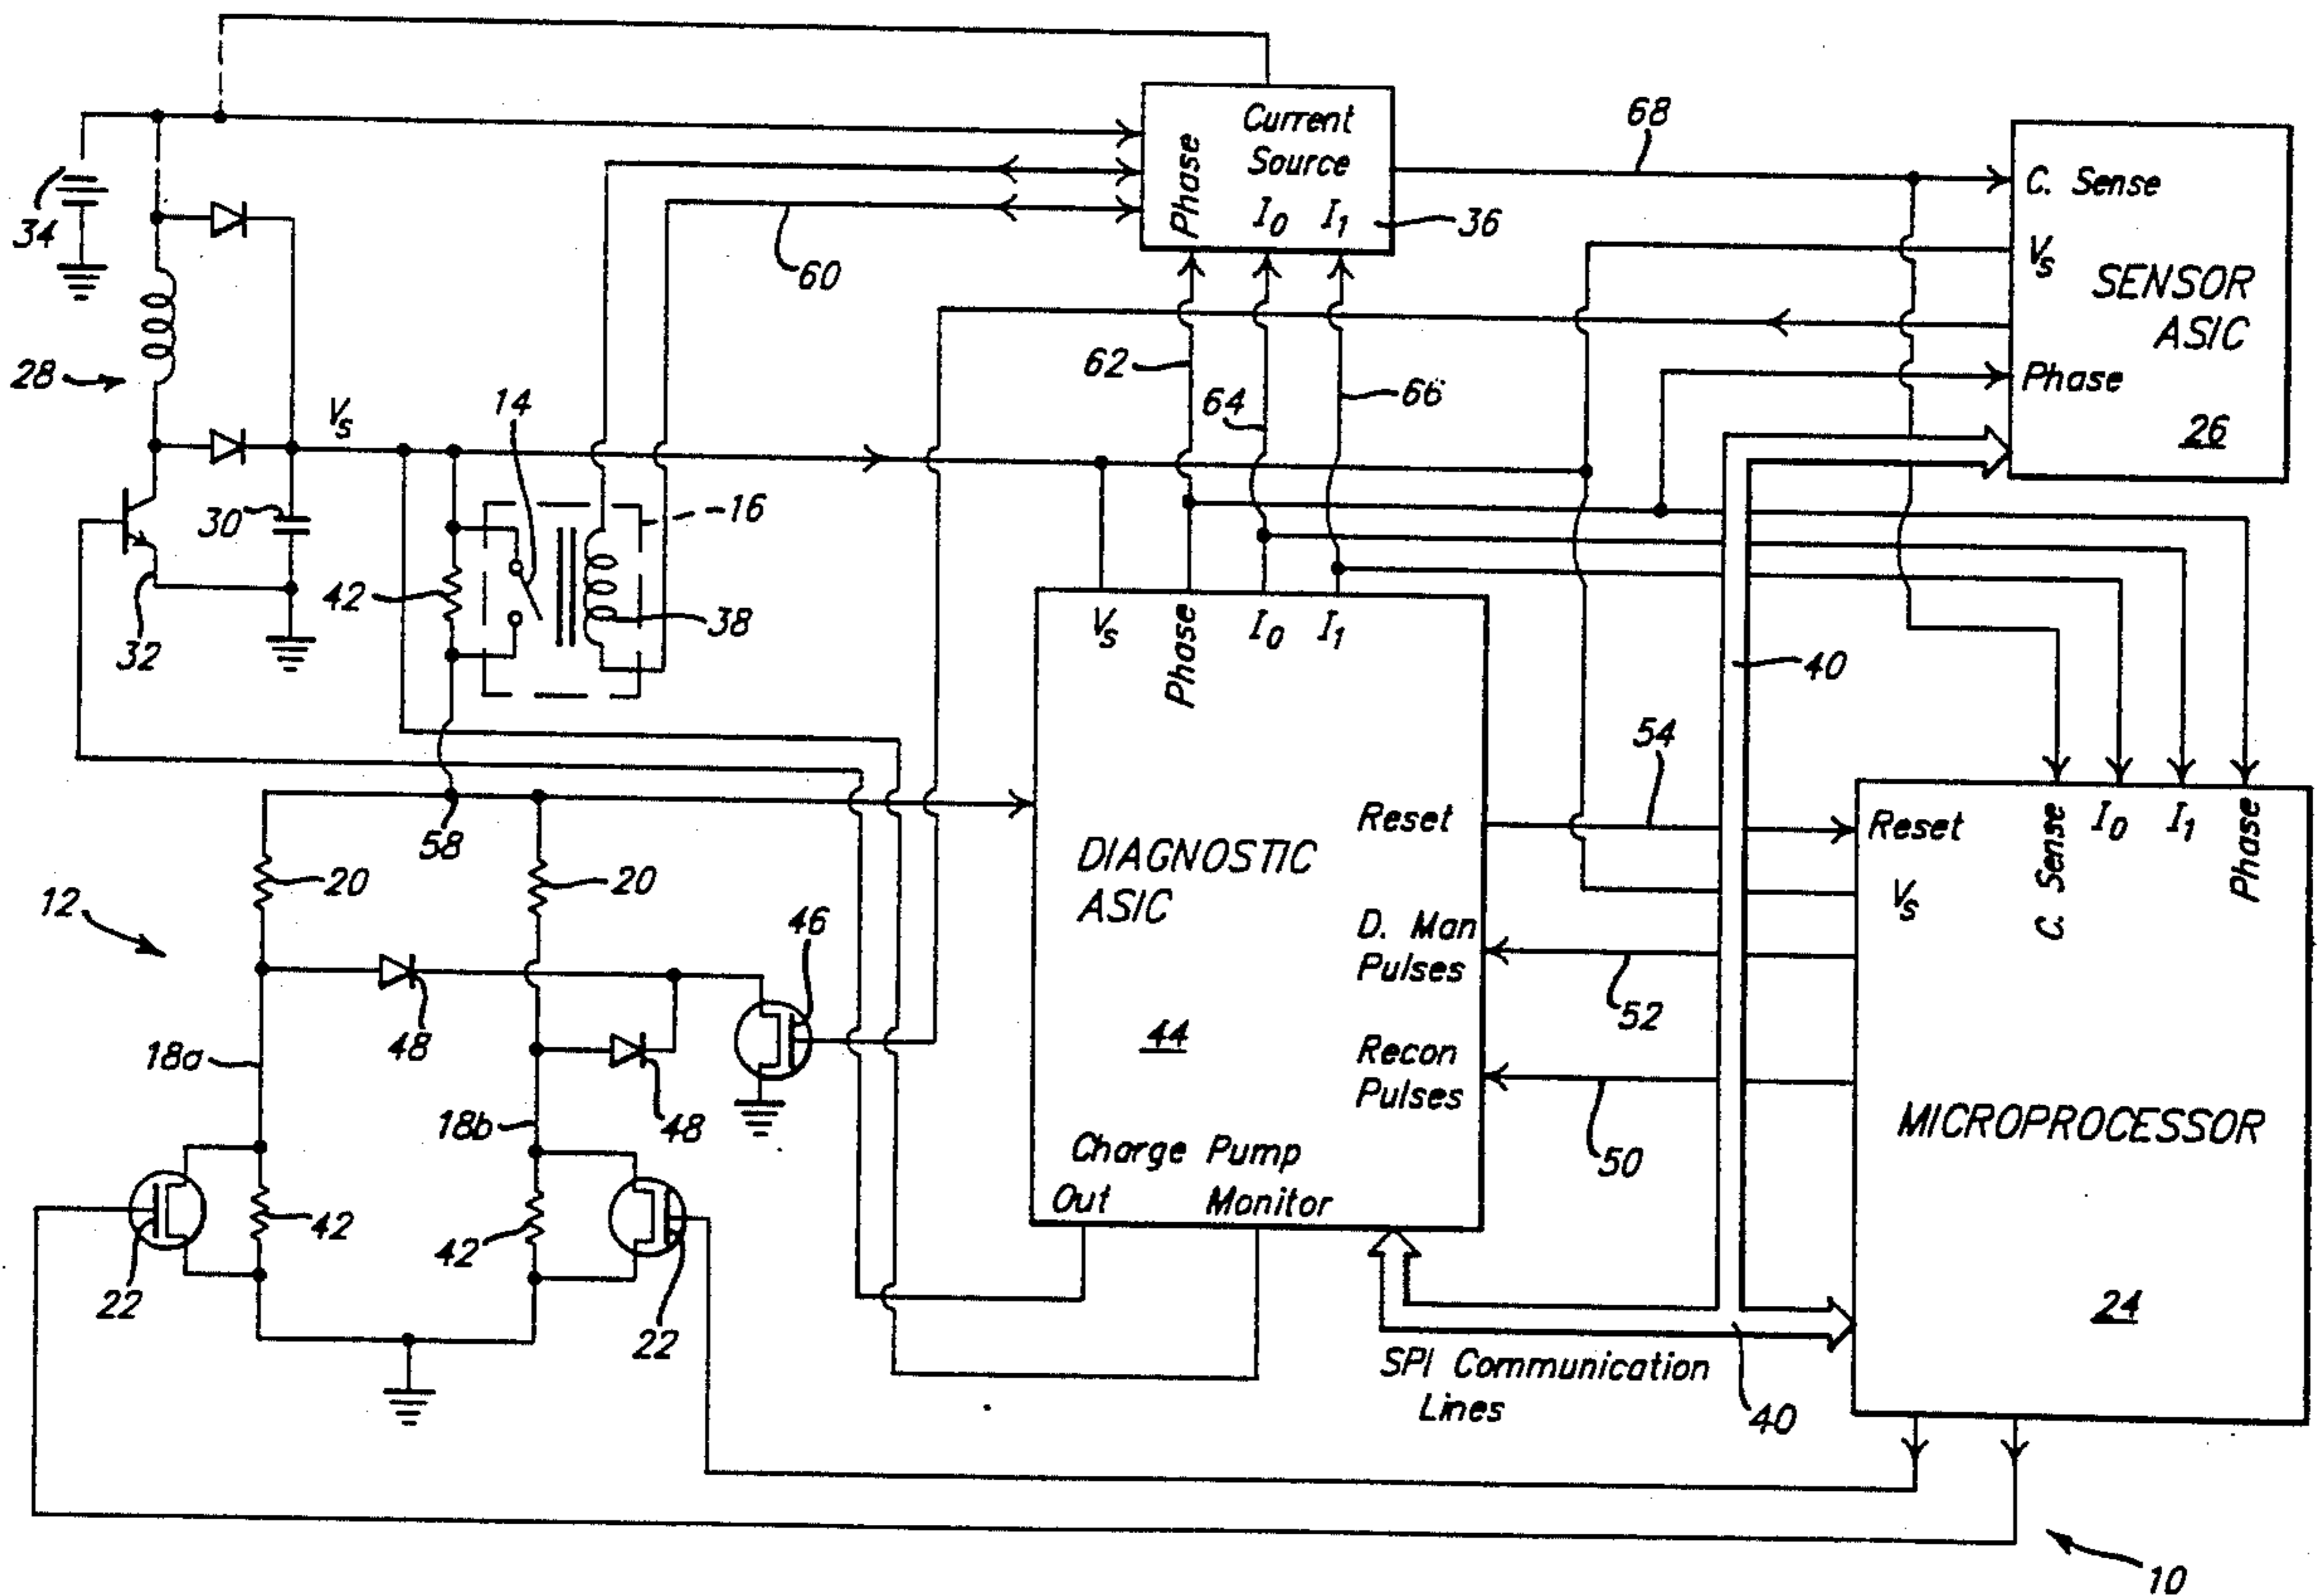 68
Current
Source
Phase
I0 I1
36
C. Sense
Vs
SENSOR
ASIC
Phase
26
34
60
28
62
64
66
Vs
14
16
30
42
38
32
Vs
Phase
I0
I1
40
54
58
20
20
12
DIAGNOSTIC
ASIC
44
Reset
D. Man
Pulses
Recon
Pulses
Charge Pump
Out
Monitor
Reset
Vs
C. Sense
I0
I1
Phase
46
52
48
18a
18b
48
50
MICROPROCESSOR
24
42
42
22
22
SPI Communication
Lines
40
10